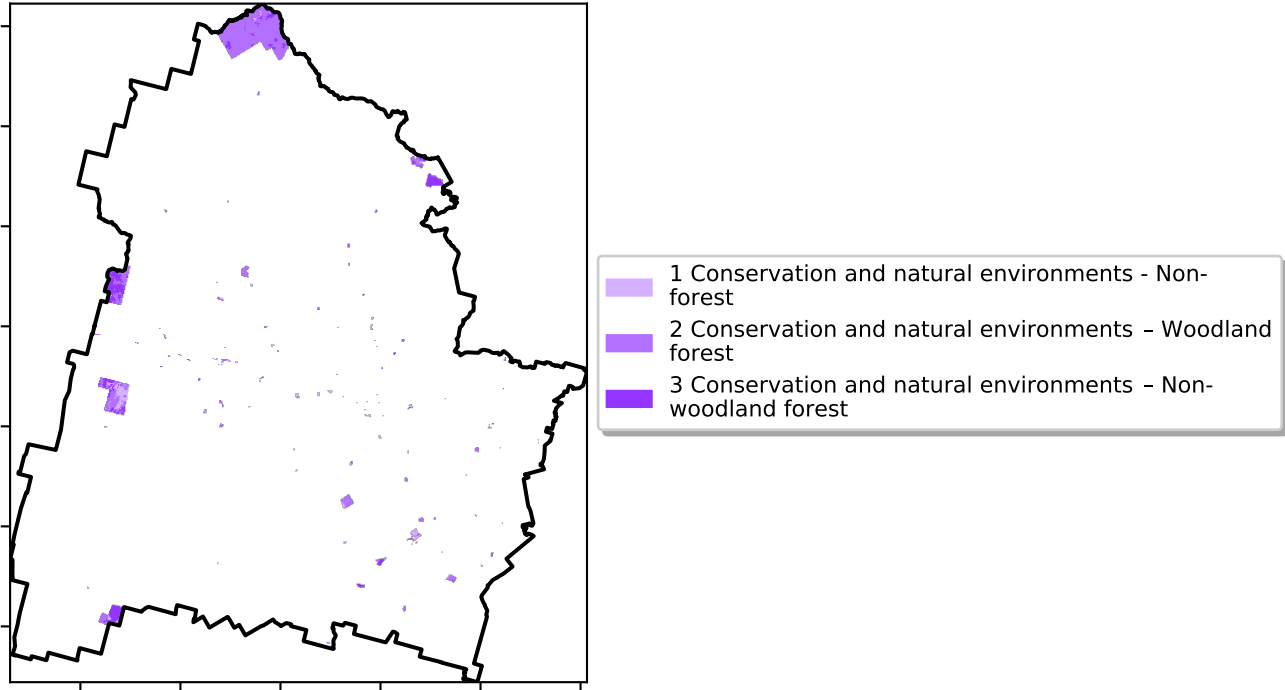 1 Conservation and natural environments - Non-
forest
2 Conservation and natural environments – Woodland
forest
3 Conservation and natural environments – Non-
woodland forest